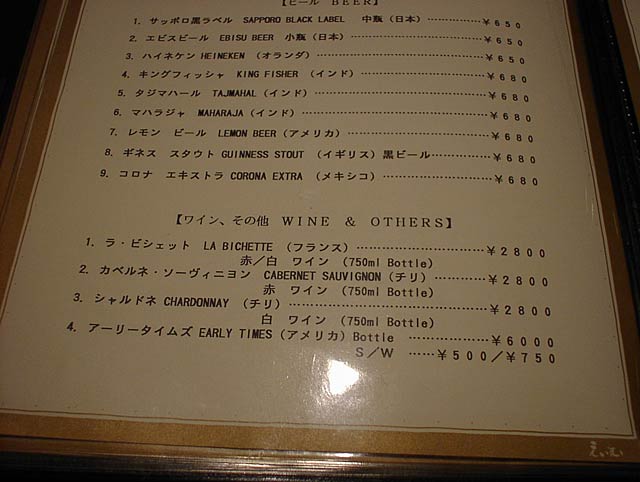 【ビール BEER】
1. サッポロ黒ラベル SAPPORO BLACK LABEL 中瓶(日本)…………¥650
2. エビスビール EBISU BEER 小瓶(日本)…………………………¥650
3. ハイネケン HEINEKEN (オランダ)…………………………………¥650
4. キングフィッシャ KING FISHER (インド)…………………………¥680
5. タジマハール TAJMAHAL(インド)…………………………………¥680
6. マハラジャ MAHARAJA(インド)……………………………………¥680
7. レモン ビール LEMON BEER(アメリカ)……………………………¥680
8. ギネス スタウト GUINNESS STOUT (イギリス)黒ビール…………¥680
9. コロナ エキストラ CORONA EXTRA (メキシコ)…………………¥680
【ワイン、その他 WINE & OTHERS】
1. ラ・ビシェット LA BICHETTE (フランス)…………………………¥2800
赤/白 ワイン (750ml Bottle)
2. カベルネ・ソーヴィニヨン CABERNET SAUVIGNON(チリ)…………¥2800
赤 ワイン (750ml Bottle)
3. シャルドネ CHARDONNAY (チリ)……………………………………¥2800
白 ワイン (750ml Bottle)
4. アーリータイムズ EARLY TIMES(アメリカ)Bottle ……………¥6000
S/W ……¥500/¥750
えいえい